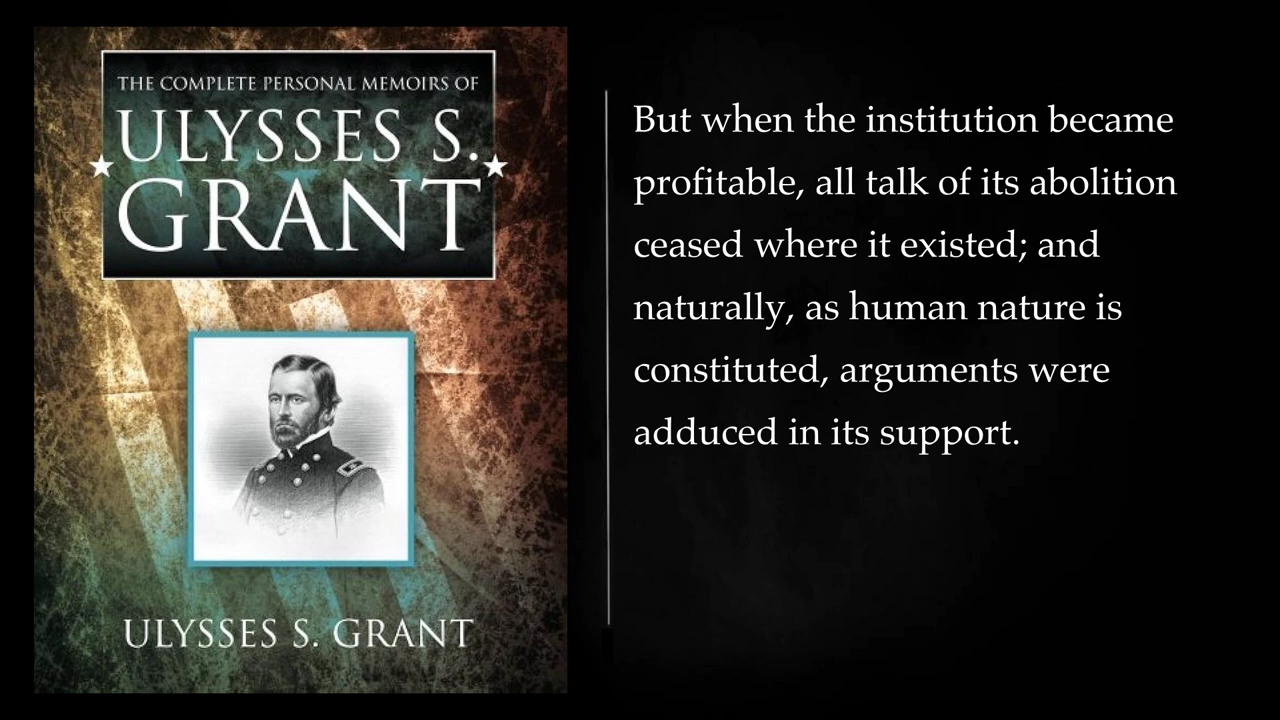 THE COMPLETE PERSONAL MEMOIRS OF
ULYSSES S.
GRANT
ULYSSES S. GRANT
But when the institution became
profitable, all talk of its abolition
ceased where it existed; and
naturally, as human nature is
constituted, arguments were
adduced in its support.